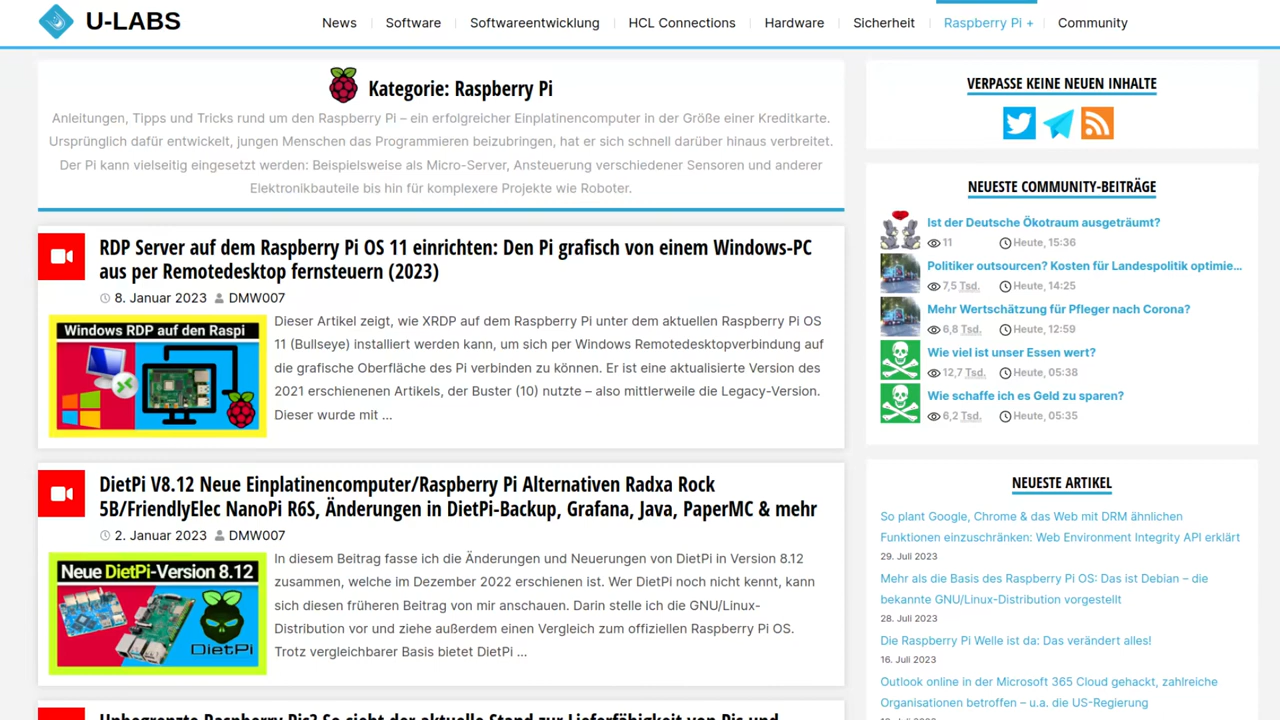 U-LABS
News
Software
Softwareentwicklung
HCL Connections
Hardware
Sicherheit
Raspberry Pi +
Community
Kategorie: Raspberry Pi
Anleitungen, Tipps und Tricks rund um den Raspberry Pi – ein erfolgreicher Einplatinencomputer in der Größe einer Kreditkarte.
Ursprünglich dafür entwickelt, jungen Menschen das Programmieren beizubringen, hat er sich schnell darüber hinaus verbreitet.
Der Pi kann vielseitig eingesetzt werden: Beispielsweise als Micro-Server, Ansteuerung verschiedener Sensoren und anderer
Elektronikbauteile bis hin für komplexere Projekte wie Roboter.
RDP Server auf dem Raspberry Pi OS 11 einrichten: Den Pi grafisch von einem Windows-PC
aus per Remotedesktop fernsteuern (2023)
8. Januar 2023 DMW007
Windows RDP auf den Raspi
Dieser Artikel zeigt, wie XRDP auf dem Raspberry Pi unter dem aktuellen Raspberry Pi OS
11 (Bullseye) installiert werden kann, um sich per Windows Remotedesktopverbindung auf
die grafische Oberfläche des Pi verbinden zu können. Er ist eine aktualisierte Version des
2021 erschienenen Artikels, der Buster (10) nutzte – also mittlerweile die Legacy-Version.
Dieser wurde mit ...
DietPi V8.12 Neue Einplatinencomputer/Raspberry Pi Alternativen Radxa Rock
5B/FriendlyElec NanoPi R6S, Änderungen in DietPi-Backup, Grafana, Java, PaperMC & mehr
2. Januar 2023 DMW007
Neue DietPi-Version 8.12
DietPi
In diesem Beitrag fasse ich die Änderungen und Neuerungen von DietPi in Version 8.12
zusammen, welche im Dezember 2022 erschienen ist. Wer DietPi noch nicht kennt, kann
sich diesen früheren Beitrag von mir anschauen. Darin stelle ich die GNU/Linux-
Distribution vor und ziehe außerdem einen Vergleich zum offiziellen Raspberry Pi OS.
Trotz vergleichbarer Basis bietet DietPi ...
Unbegrenzte Raspberry Pis? So sieht der aktuelle Stand zur Lieferfähigkeit von Pis und
VERPASSE KEINE NEUEN INHALTE
NEUESTE COMMUNITY-BEITRÄGE
Ist der Deutsche Ökotraum ausgeträumt?
11 Heute, 15:36
Politiker outsourcen? Kosten für Landespolitik optimie...
7,5 Tsd. Heute, 14:25
Mehr Wertschätzung für Pfleger nach Corona?
6,8 Tsd. Heute, 12:59
Wie viel ist unser Essen wert?
12,7 Tsd. Heute, 05:38
Wie schaffe ich es Geld zu sparen?
6,2 Tsd. Heute, 05:35
NEUESTE ARTIKEL
So plant Google, Chrome & das Web mit DRM ähnlichen
Funktionen einzuschränken: Web Environment Integrity API erklärt
29. Juli 2023
Mehr als die Basis des Raspberry Pi OS: Das ist Debian – die
bekannte GNU/Linux-Distribution vorgestellt
28. Juli 2023
Die Raspberry Pi Welle ist da: Das verändert alles!
16. Juli 2023
Outlook online in der Microsoft 365 Cloud gehackt, zahlreiche
Organisationen betroffen – u.a. die US-Regierung